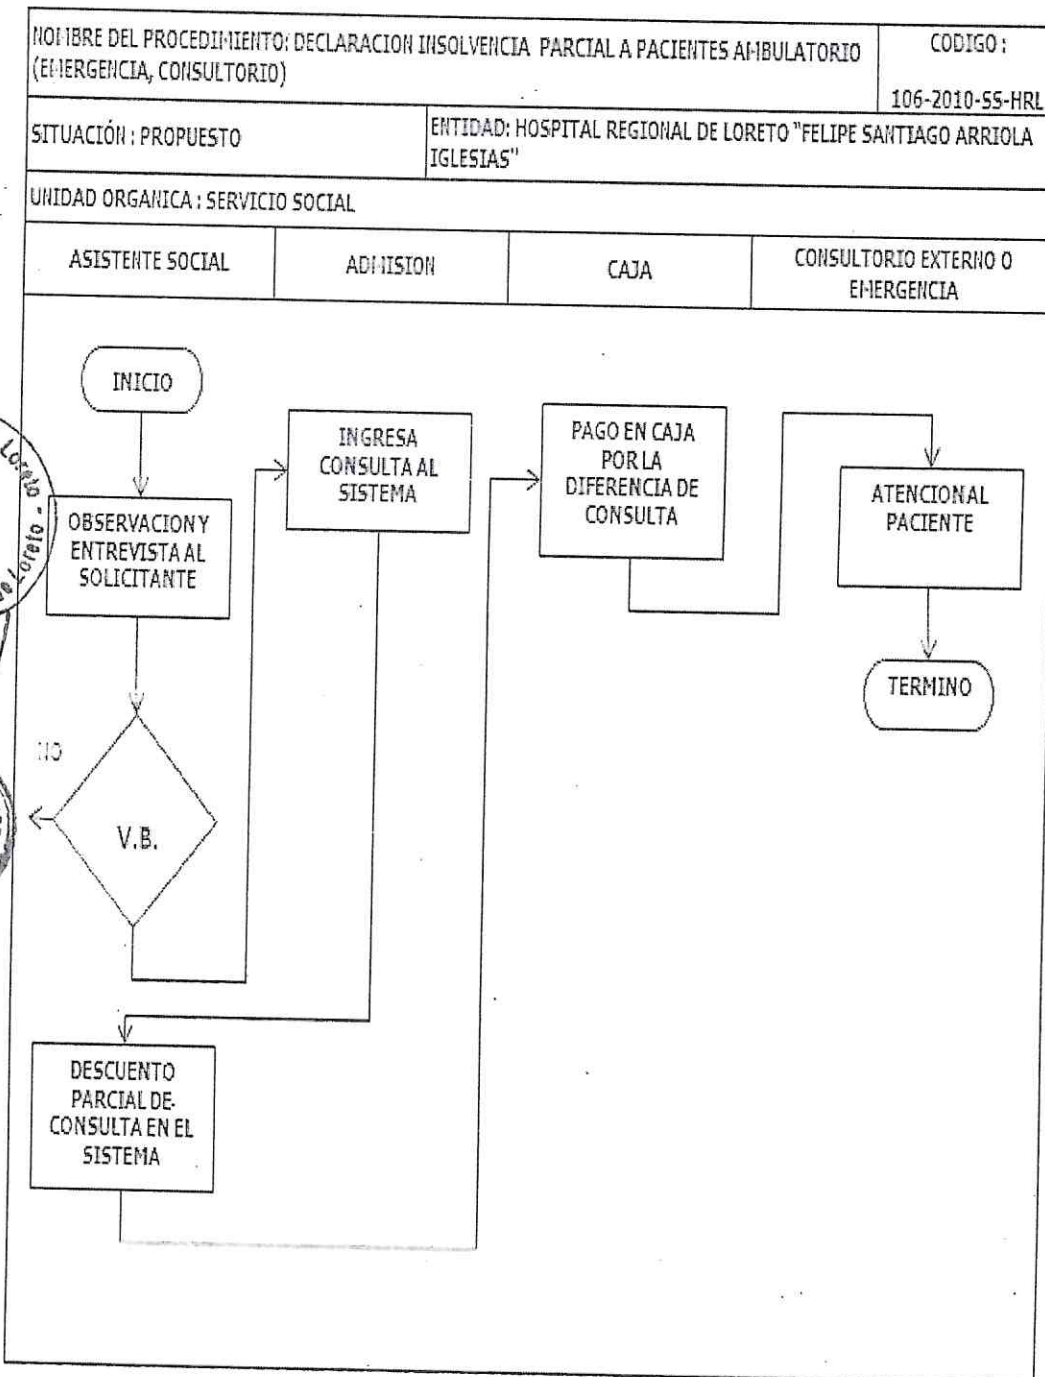 NOMBRE DEL PROCEDIMIENTO: DECLARACION INSOLVENCIA PARCIAL A PACIENTES AMBULATORIO
(EMERGENCIA, CONSULTORIO)
CODIGO :
106-2010-SS-HRL
SITUACIÓN : PROPUESTO
ENTIDAD: HOSPITAL REGIONAL DE LORETO "FELIPE SANTIAGO ARRIOLA
IGLESIAS"
UNIDAD ORGANICA : SERVICIO SOCIAL
ASISTENTE SOCIAL
ADMISION
CAJA
CONSULTORIO EXTERNO O
EMERGENCIA
INICIO
OBSERVACION Y
ENTREVISTA AL
SOLICITANTE
NO
V.B.
DESCUENTO
PARCIAL DE
CONSULTA EN EL
SISTEMA
INGRESA
CONSULTA AL
SISTEMA
PAGO EN CAJA
POR LA
DIFERENCIA DE
CONSULTA
ATENCION AL
PACIENTE
TERMINO
Loreto -
Loreto